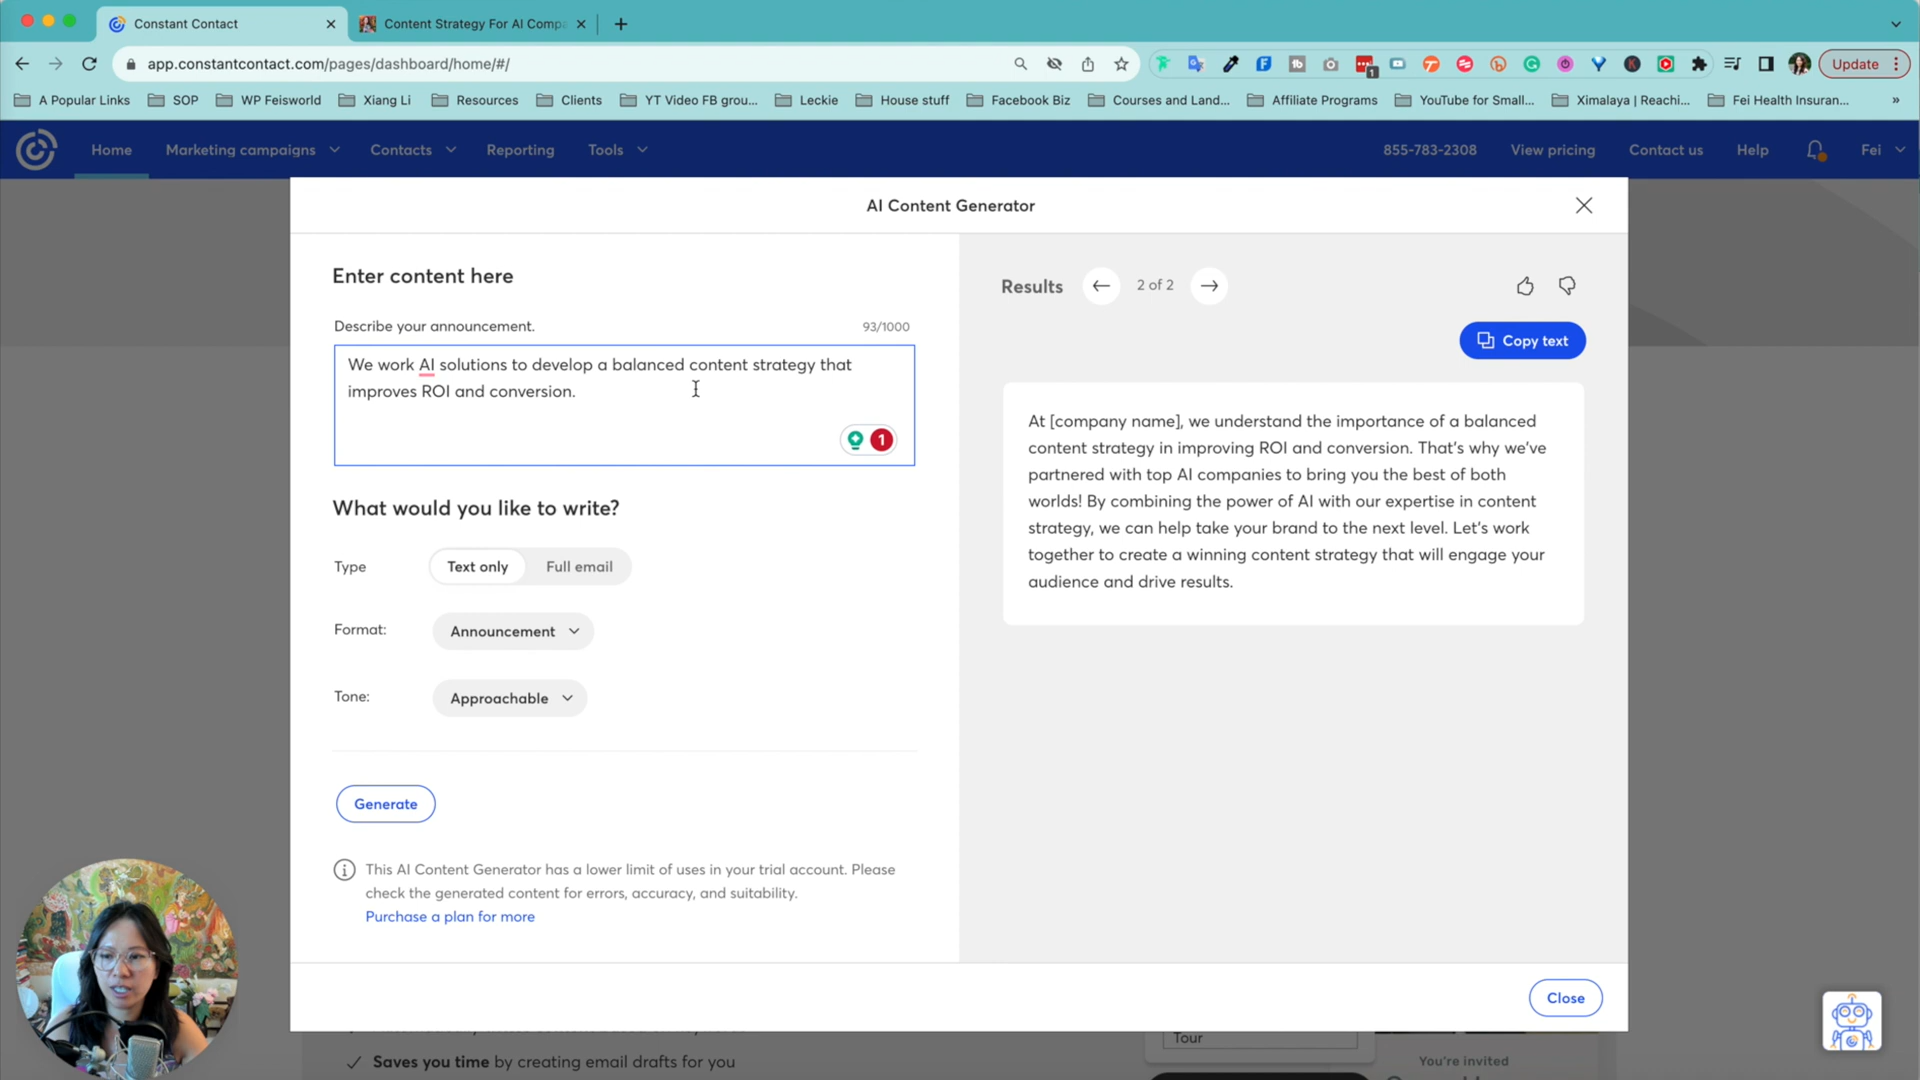 Constant Contact
Content Strategy For AI Comp
app.constantcontact.com/pages/dashboard/home/#/
Update
A Popular Links
SOP
WP Feisworld
Xiang Li
Resources
Clients
YT Video FB grou...
Leckie
House stuff
Facebook Biz
Courses and Land...
Affiliate Programs
YouTube for Small...
Ximalaya | Reachi...
Fei Health Insuran...
»
Home
Marketing campaigns
Contacts
Reporting
Tools
855-783-2308
View pricing
Contact us
Help
Fei
AI Content Generator
Enter content here
Describe your announcement.
93/1000
We work AI solutions to develop a balanced content strategy that
improves ROI and conversion.
1
What would you like to write?
Type
Text only
Full email
Format:
Announcement
Tone:
Approachable
Generate
This AI Content Generator has a lower limit of uses in your trial account. Please
check the generated content for errors, accuracy, and suitability.
Purchase a plan for more
Results
2 of 2
Copy text
At [company name], we understand the importance of a balanced
content strategy in improving ROI and conversion. That's why we've
partnered with top AI companies to bring you the best of both
worlds! By combining the power of AI with our expertise in content
strategy, we can help take your brand to the next level. Let's work
together to create a winning content strategy that will engage your
audience and drive results.
Close
Saves you time by creating email drafts for you
Tour
You're invited